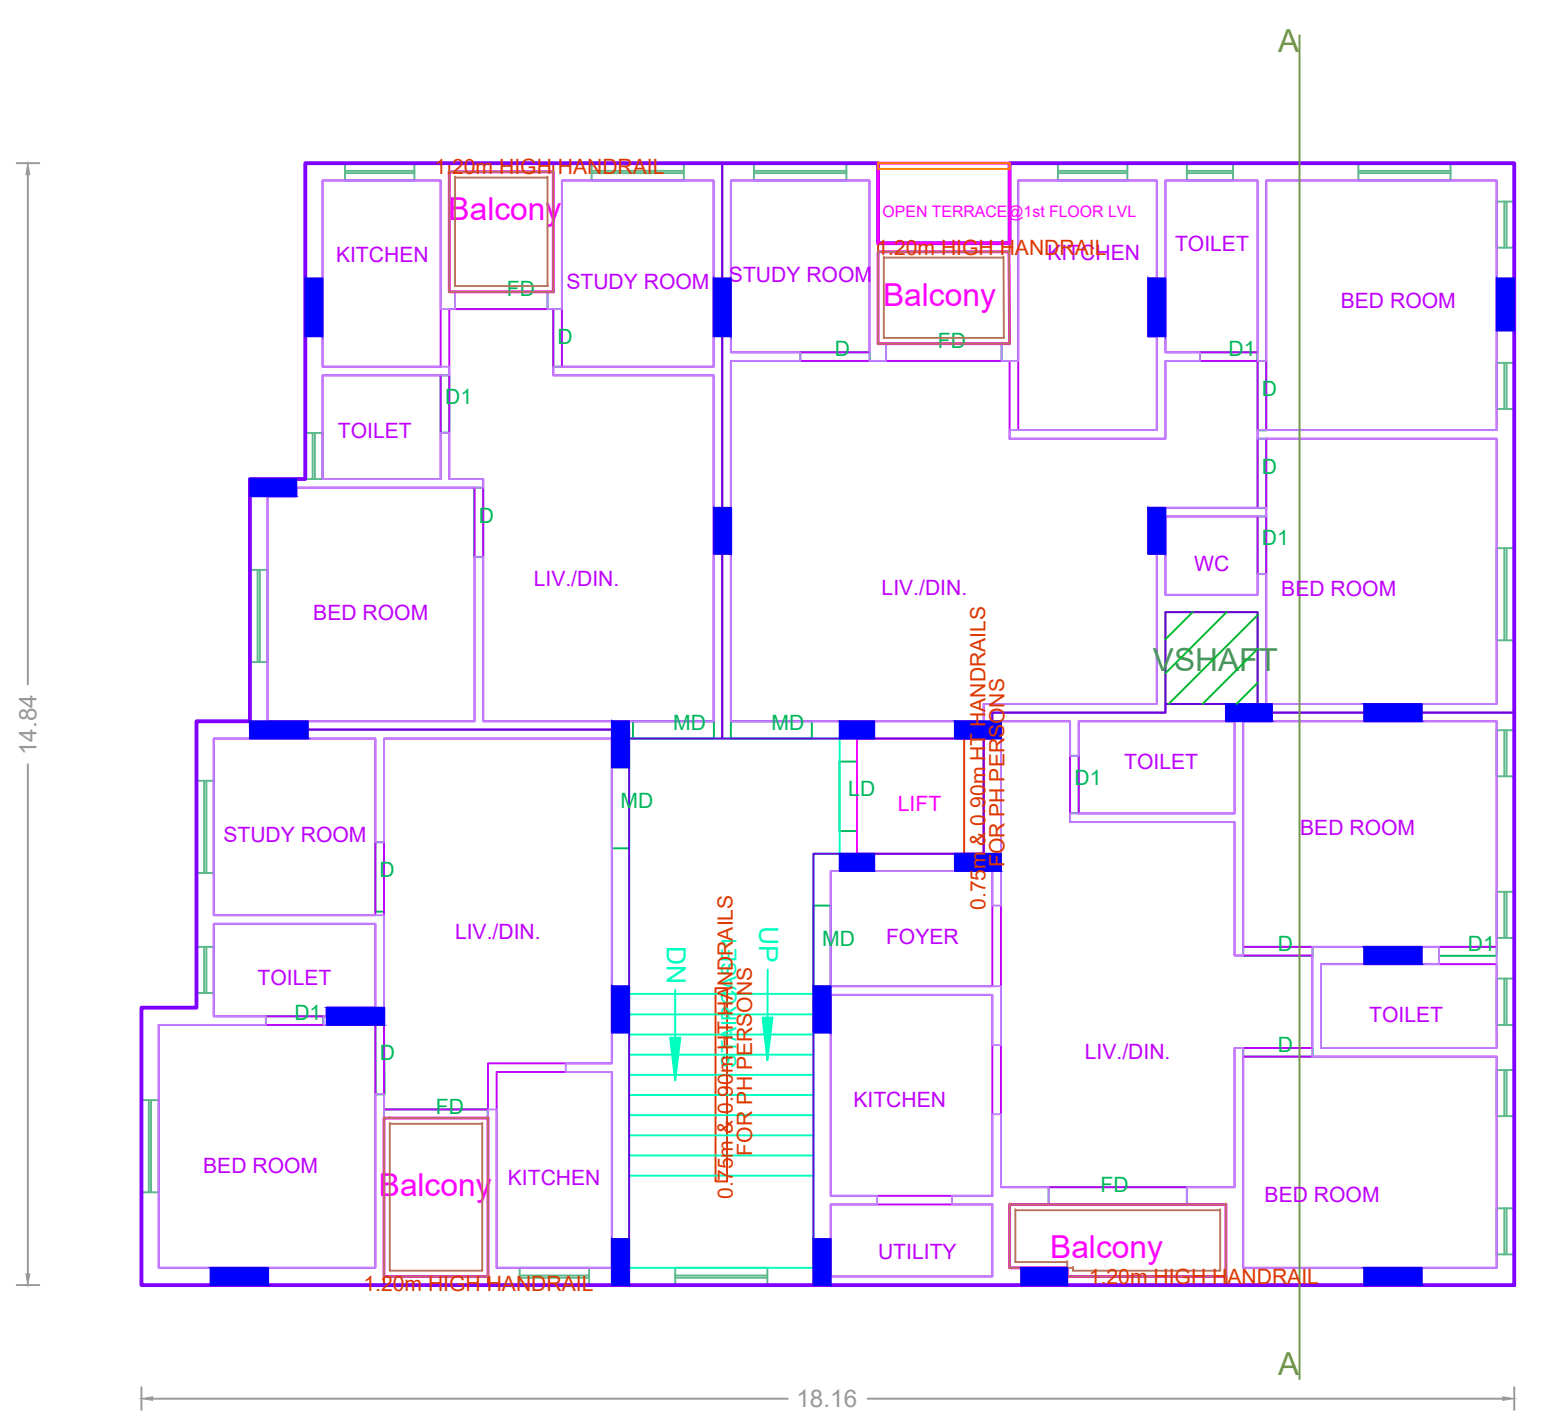 A
1.20m HIGH HANDRAIL
Balcony
KITCHEN
FD
STUDY ROOM
D
STUDY ROOM
D
OPEN TERRACE@1st FLOOR LVL
1.20m HIGH HANDRAIL
KITCHEN
Balcony
FD
TOILET
D1
BED ROOM
D
TOILET
D1
D
D
D1
WC
BED ROOM
LIV./DIN.
LIV./DIN.
BED ROOM
VSHAFT
14.84
MD
MD
0.75m & 0.90m HT HANDRAILS
FOR PH PERSONS
TOILET
D1
LD
LIFT
MD
STUDY ROOM
BED ROOM
D
LIV./DIN.
FOYER
MD
D
D1
TOILET
D1
DN
UP
0.75m & 0.90m HT HANDRAILS
FOR PH PERSONS
TOILET
D
D
LIV./DIN.
FD
KITCHEN
BED ROOM
Balcony
KITCHEN
FD
BED ROOM
UTILITY
Balcony
1.20m HIGH HANDRAIL
1.20m HIGH HANDRAIL
A
18.16